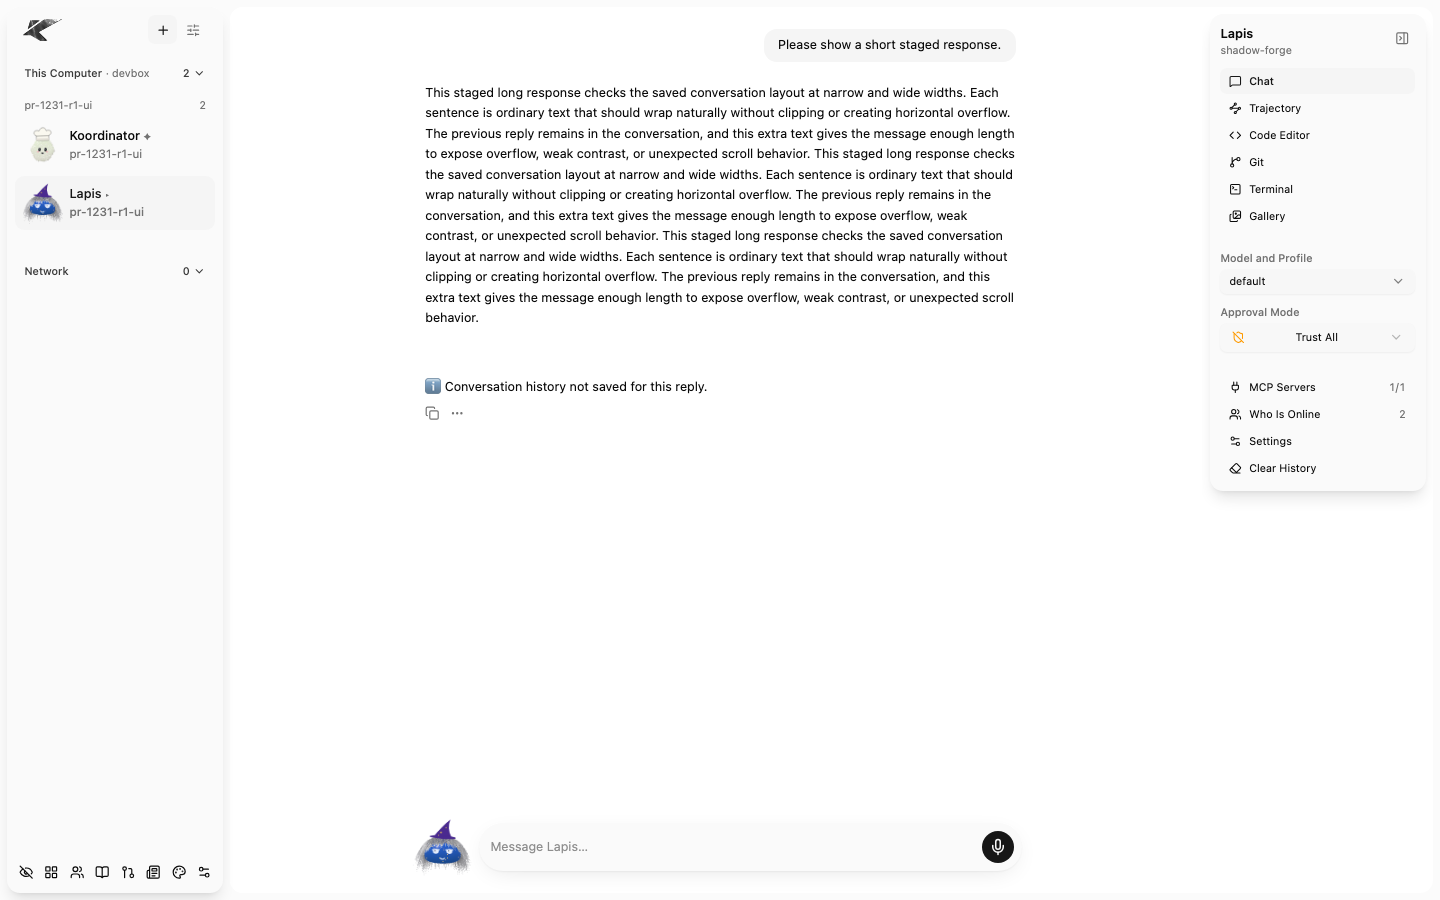 This Computer · devbox 2
pr-1231-r1-ui 2
Koordinator
pr-1231-r1-ui
Lapis
pr-1231-r1-ui
Network 0
Please show a short staged response.
This staged long response checks the saved conversation layout at narrow and wide widths. Each
sentence is ordinary text that should wrap naturally without clipping or creating horizontal overflow.
The previous reply remains in the conversation, and this extra text gives the message enough length
to expose overflow, weak contrast, or unexpected scroll behavior. This staged long response checks
the saved conversation layout at narrow and wide widths. Each sentence is ordinary text that should
wrap naturally without clipping or creating horizontal overflow. The previous reply remains in the
conversation, and this extra text gives the message enough length to expose overflow, weak
contrast, or unexpected scroll behavior. This staged long response checks the saved conversation
layout at narrow and wide widths. Each sentence is ordinary text that should wrap naturally without
clipping or creating horizontal overflow. The previous reply remains in the conversation, and this
extra text gives the message enough length to expose overflow, weak contrast, or unexpected scroll
behavior.
ℹ️ Conversation history not saved for this reply.
Message Lapis...
Lapis
shadow-forge
Chat
Trajectory
Code Editor
Git
Terminal
Gallery
Model and Profile
default
Approval Mode
Trust All
MCP Servers 1/1
Who Is Online 2
Settings
Clear History